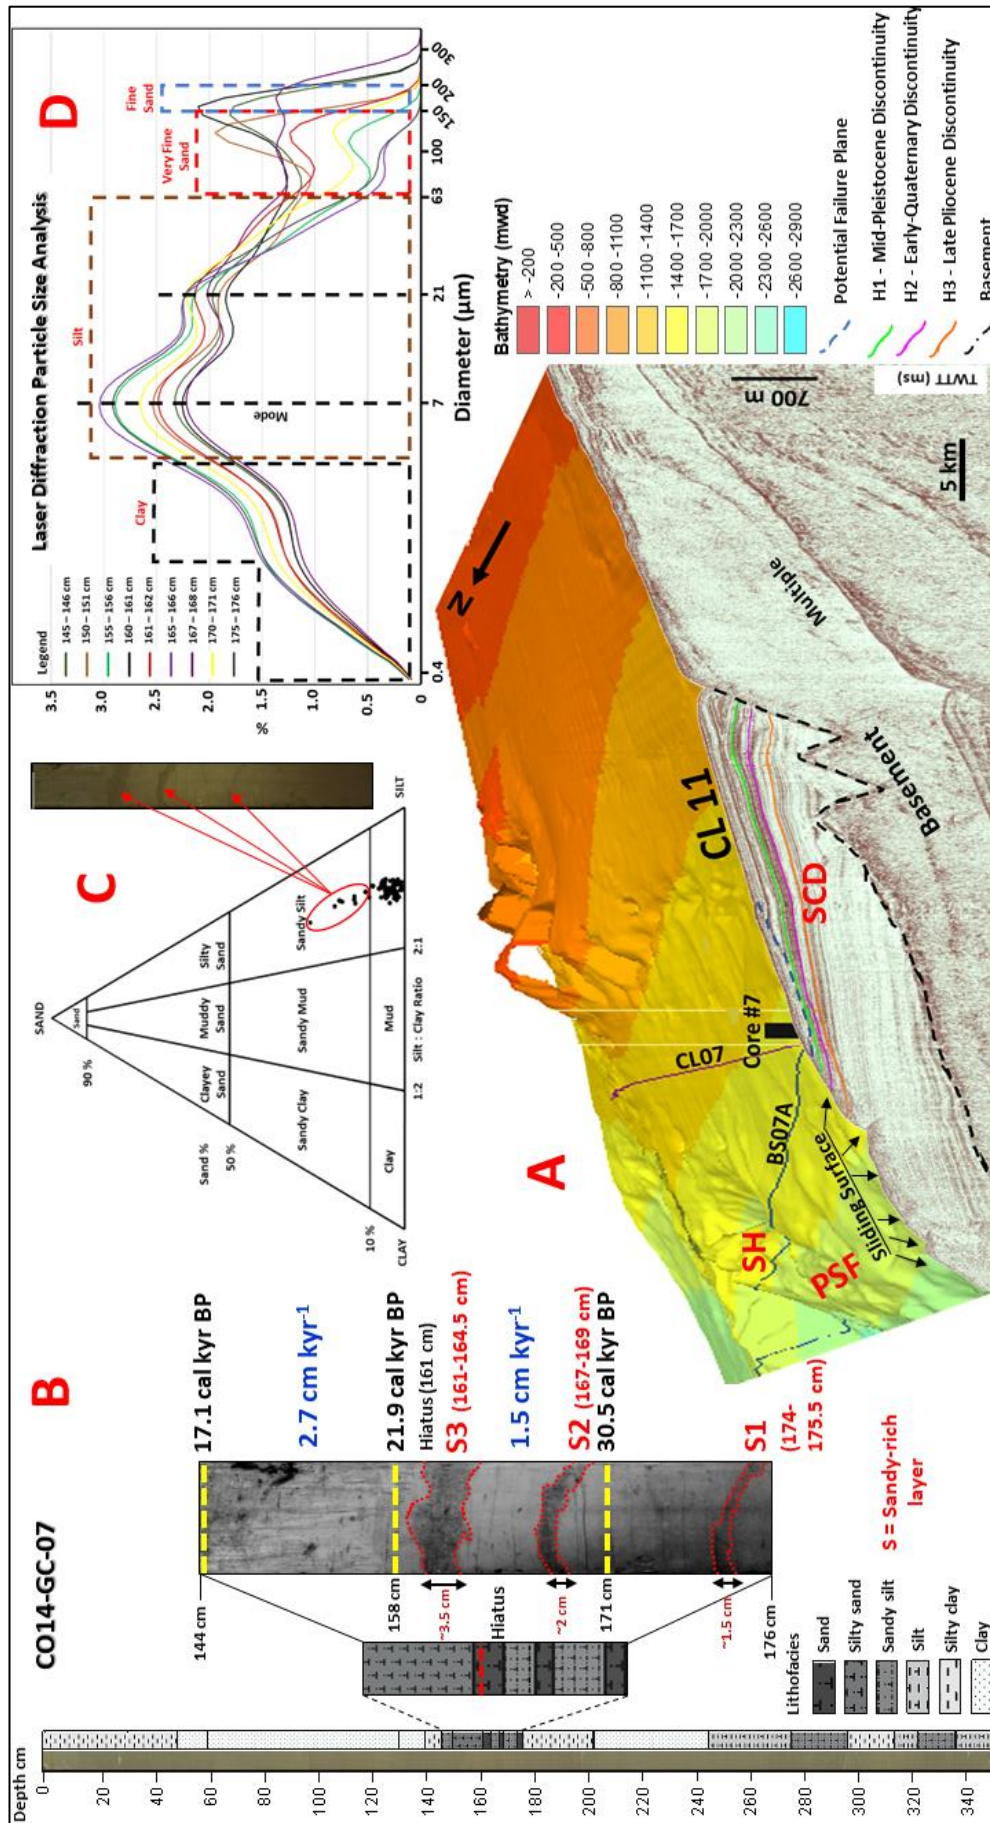 B
CO14-GC-07
Depth cm
0
20
40
60
80
100
120
140
160
180
200
220
240
260
280
300
320
340
Hiatus
144 cm
158 cm
~3.5 cm
~2 cm
171 cm
~1.5 cm
176 cm
17.1 cal kyr BP
2.7 cm kyr⁻¹
21.9 cal kyr BP
Hiatus (161 cm)
S3 (161-164.5 cm)
1.5 cm kyr⁻¹
S2 (167-169 cm)
30.5 cal kyr BP
S1
(174-
175.5 cm)
S = Sandy-rich
layer
Lithofacies
Sand
Silty sand
Sandy silt
Silt
Silty clay
Clay
C
SAND
90 %
Sand
Sand %
50 %
Clayey
Sand
Muddy
Sand
Silty
Sand
Sandy Clay
Sandy Mud
Sandy Silt
10 %
Clay
Mud
CLAY
1:2
Silt : Clay Ratio
2:1
SILT
D
Laser Diffraction Particle Size Analysis
Legend
145 – 146 cm
150 – 151 cm
155 – 156 cm
160 – 161 cm
161 – 162 cm
165 – 166 cm
167 – 168 cm
170 – 171 cm
175 – 176 cm
%
3.5
3.0
2.5
2.0
1.5
1.0
0.5
0
Clay
Silt
Very Fine
Sand
Fine
Sand
Mode
0.4
7
21
63
100
150
200
300
Diameter (µm)
A
N
SH
PSF
BS07A
CL07
Core #7
CL 11
Sliding Surface
SCD
Basement
Multiple
700 m
5 km
TWTT (ms)
Bathymetry (mwd)
> -200
-200 -500
-500 -800
-800 -1100
-1100 -1400
-1400 -1700
-1700 -2000
-2000 -2300
-2300 -2600
-2600 -2900
Potential Failure Plane
H1 - Mid-Pleistocene Discontinuity
H2 - Early-Quaternary Discontinuity
H3 - Late Pliocene Discontinuity
Basement